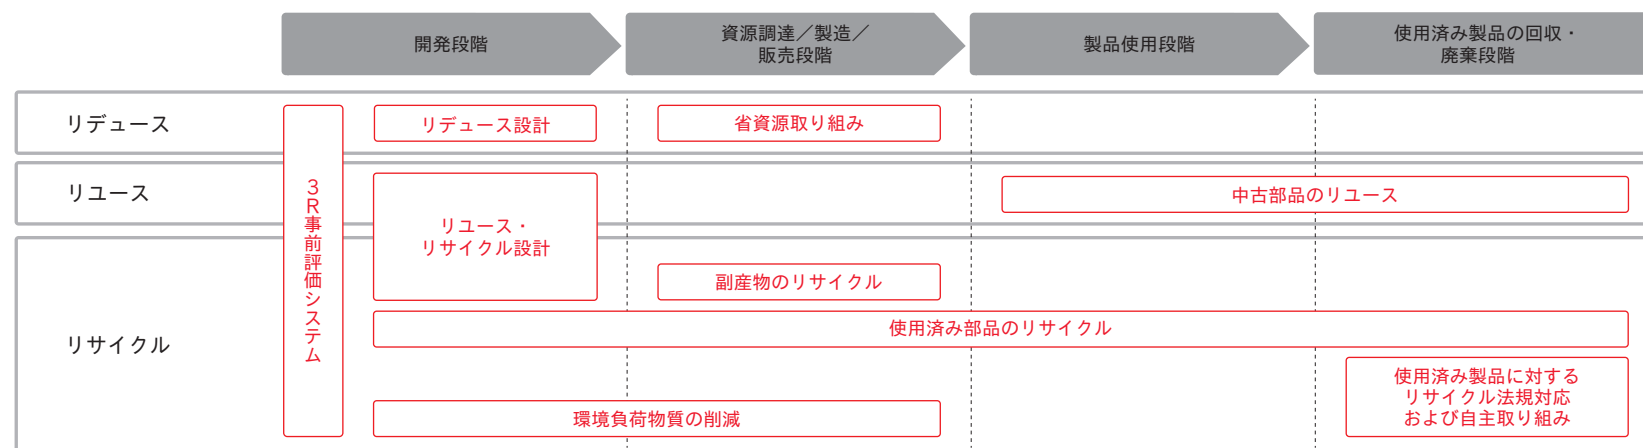 開発段階
資源調達／製造／
販売段階
製品使用段階
使用済み製品の回収・
廃棄段階
リデュース
リデュース設計
省資源取り組み
3R事前評価システム
リユース
リユース・
リサイクル設計
中古部品のリユース
副産物のリサイクル
使用済み部品のリサイクル
リサイクル
使用済み製品に対する
リサイクル法規対応
および自主取り組み
環境負荷物質の削減